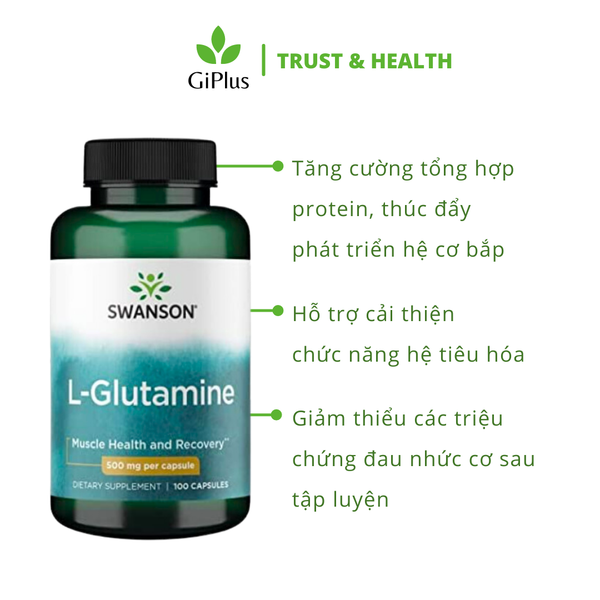 GiPlus
TRUST & HEALTH
Tăng cường tổng hợp
protein, thúc đẩy
phát triển hệ cơ bắp
Hỗ trợ cải thiện
chức năng hệ tiêu hóa
Giảm thiểu các triệu
chứng đau nhức cơ sau
tập luyện
SWANSON®
L-Glutamine
Muscle Health and Recovery**
500 mg per capsule
DIETARY SUPPLEMENT | 100 CAPSULES